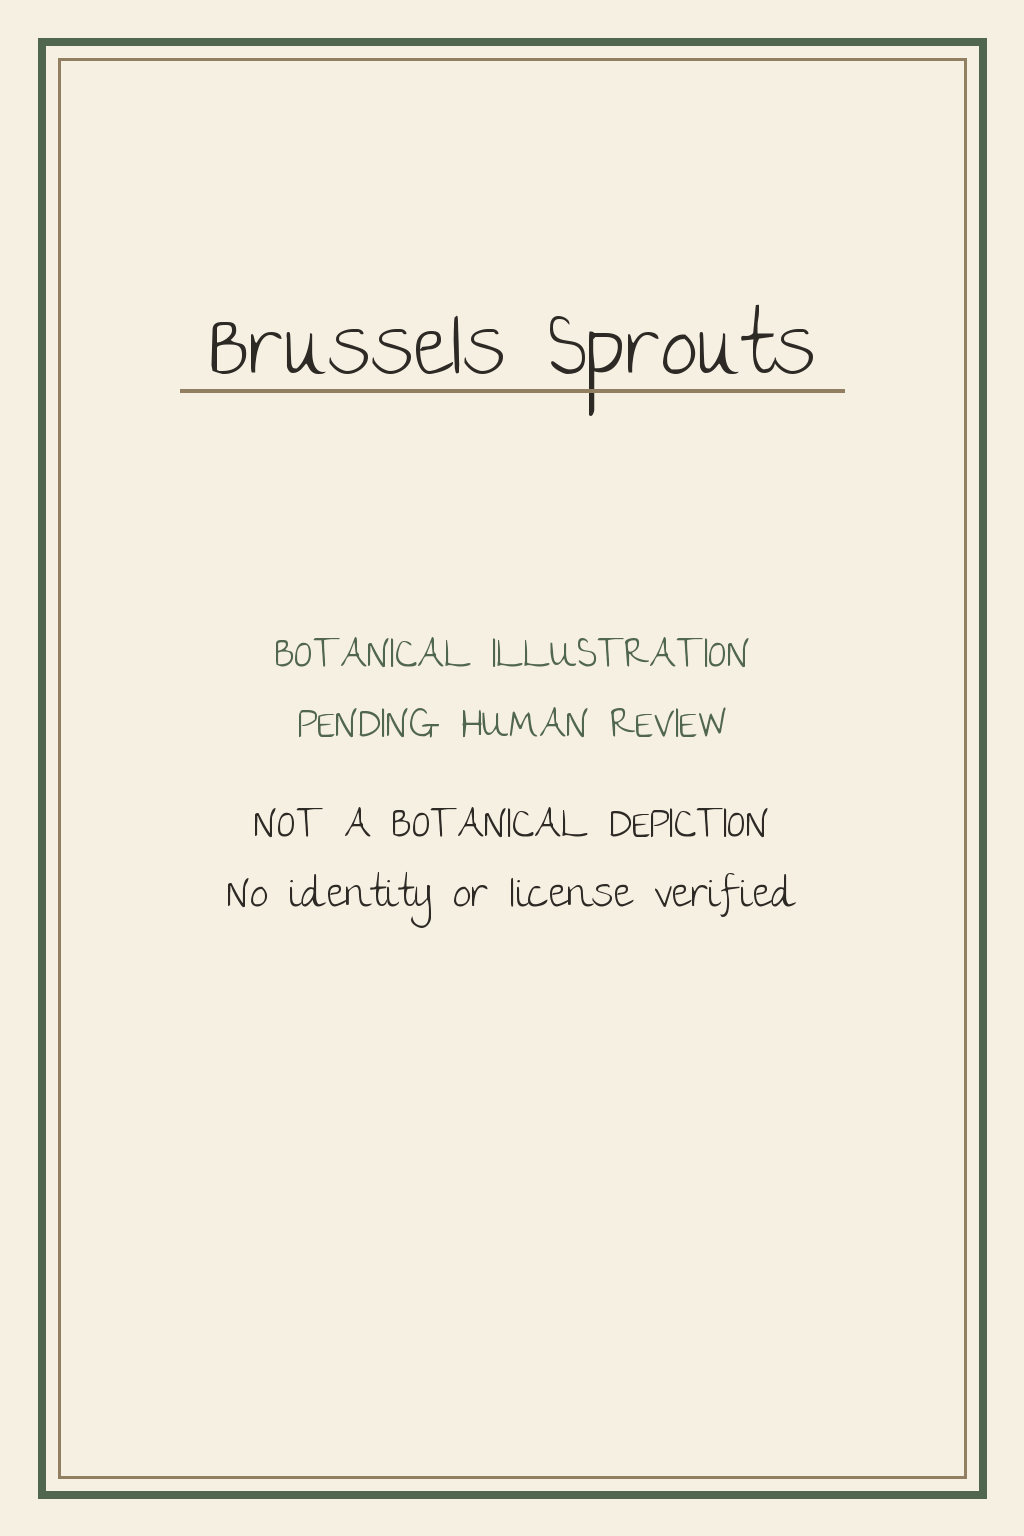 Brussels Sprouts
BOTANICAL ILLUSTRATION
PENDING HUMAN REVIEW
NOT A BOTANICAL DEPICTION
No identity or license verified